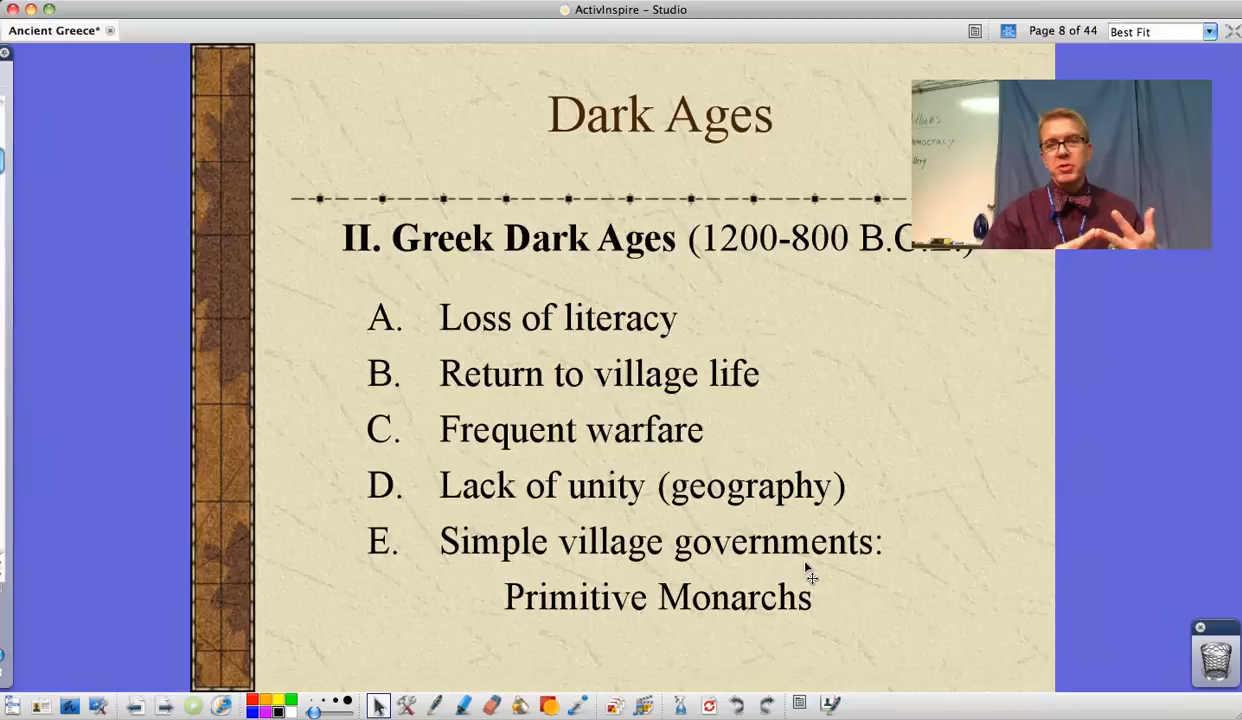 ActivInspire - Studio
Ancient Greece*
Page 8 of 44
Best Fit
Dark Ages
Democracy
II. Greek Dark Ages (1200-800 B.C.E.)
A. Loss of literacy
B. Return to village life
C. Frequent warfare
D. Lack of unity (geography)
E. Simple village governments:
Primitive Monarchs